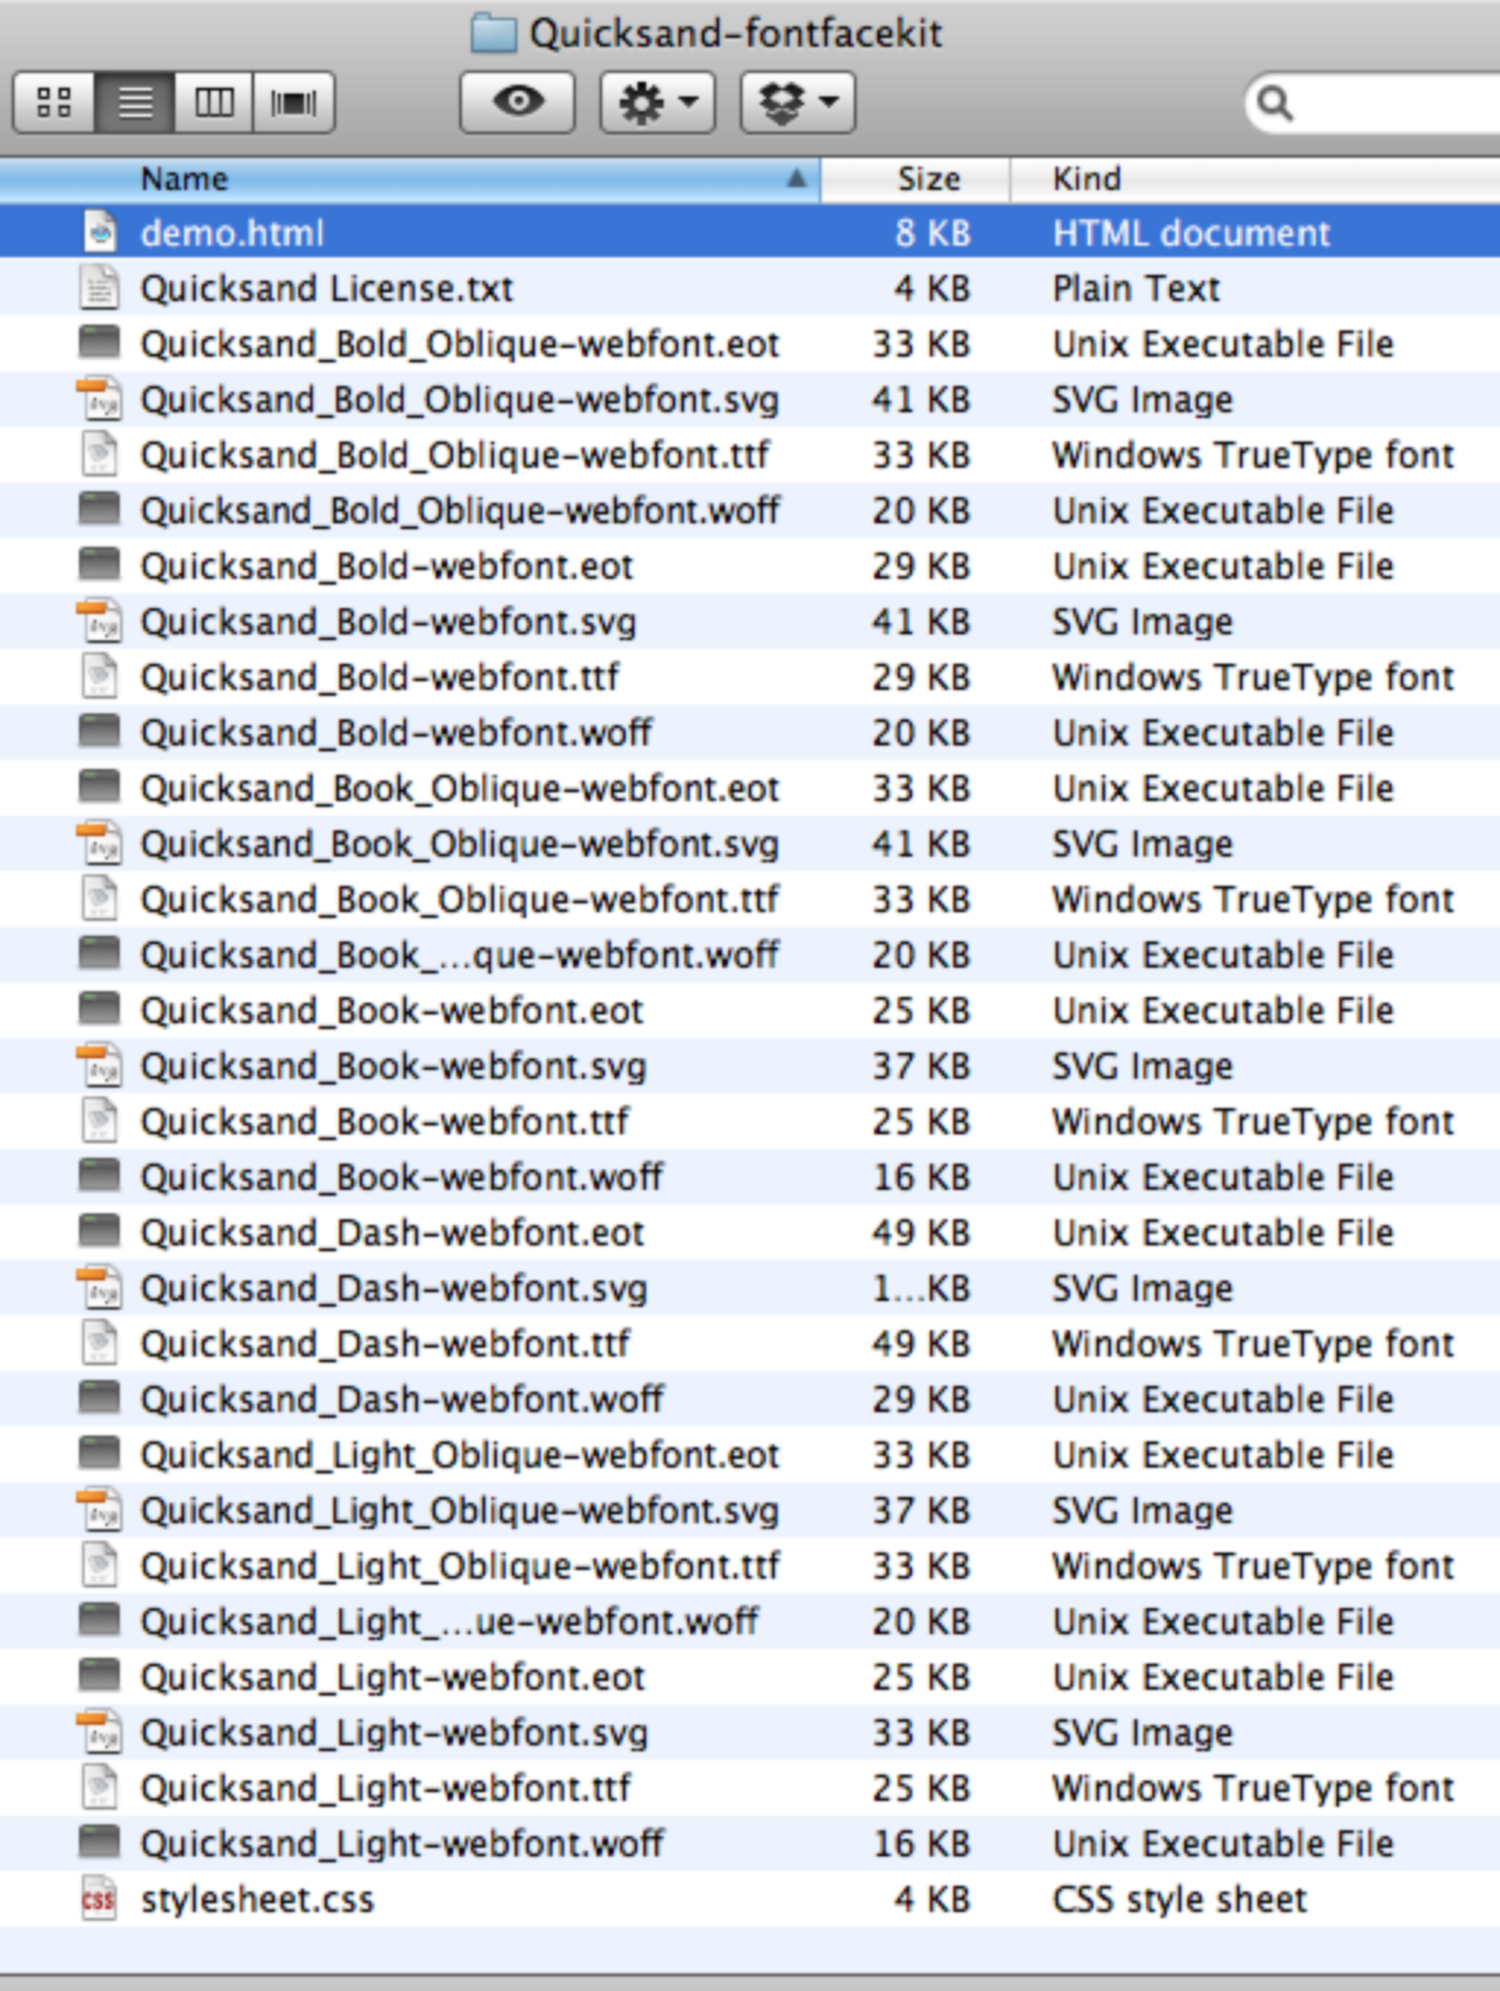 Quicksand-fontfacekit
Name Size Kind
demo.html 8 KB HTML document
Quicksand License.txt 4 KB Plain Text
Quicksand_Bold_Oblique-webfont.eot 33 KB Unix Executable File
Quicksand_Bold_Oblique-webfont.svg 41 KB SVG Image
Quicksand_Bold_Oblique-webfont.ttf 33 KB Windows TrueType font
Quicksand_Bold_Oblique-webfont.woff 20 KB Unix Executable File
Quicksand_Bold-webfont.eot 29 KB Unix Executable File
Quicksand_Bold-webfont.svg 41 KB SVG Image
Quicksand_Bold-webfont.ttf 29 KB Windows TrueType font
Quicksand_Bold-webfont.woff 20 KB Unix Executable File
Quicksand_Book_Oblique-webfont.eot 33 KB Unix Executable File
Quicksand_Book_Oblique-webfont.svg 41 KB SVG Image
Quicksand_Book_Oblique-webfont.ttf 33 KB Windows TrueType font
Quicksand_Book_...que-webfont.woff 20 KB Unix Executable File
Quicksand_Book-webfont.eot 25 KB Unix Executable File
Quicksand_Book-webfont.svg 37 KB SVG Image
Quicksand_Book-webfont.ttf 25 KB Windows TrueType font
Quicksand_Book-webfont.woff 16 KB Unix Executable File
Quicksand_Dash-webfont.eot 49 KB Unix Executable File
Quicksand_Dash-webfont.svg 1...KB SVG Image
Quicksand_Dash-webfont.ttf 49 KB Windows TrueType font
Quicksand_Dash-webfont.woff 29 KB Unix Executable File
Quicksand_Light_Oblique-webfont.eot 33 KB Unix Executable File
Quicksand_Light_Oblique-webfont.svg 37 KB SVG Image
Quicksand_Light_Oblique-webfont.ttf 33 KB Windows TrueType font
Quicksand_Light_...ue-webfont.woff 20 KB Unix Executable File
Quicksand_Light-webfont.eot 25 KB Unix Executable File
Quicksand_Light-webfont.svg 33 KB SVG Image
Quicksand_Light-webfont.ttf 25 KB Windows TrueType font
Quicksand_Light-webfont.woff 16 KB Unix Executable File
CSS stylesheet.css 4 KB CSS style sheet